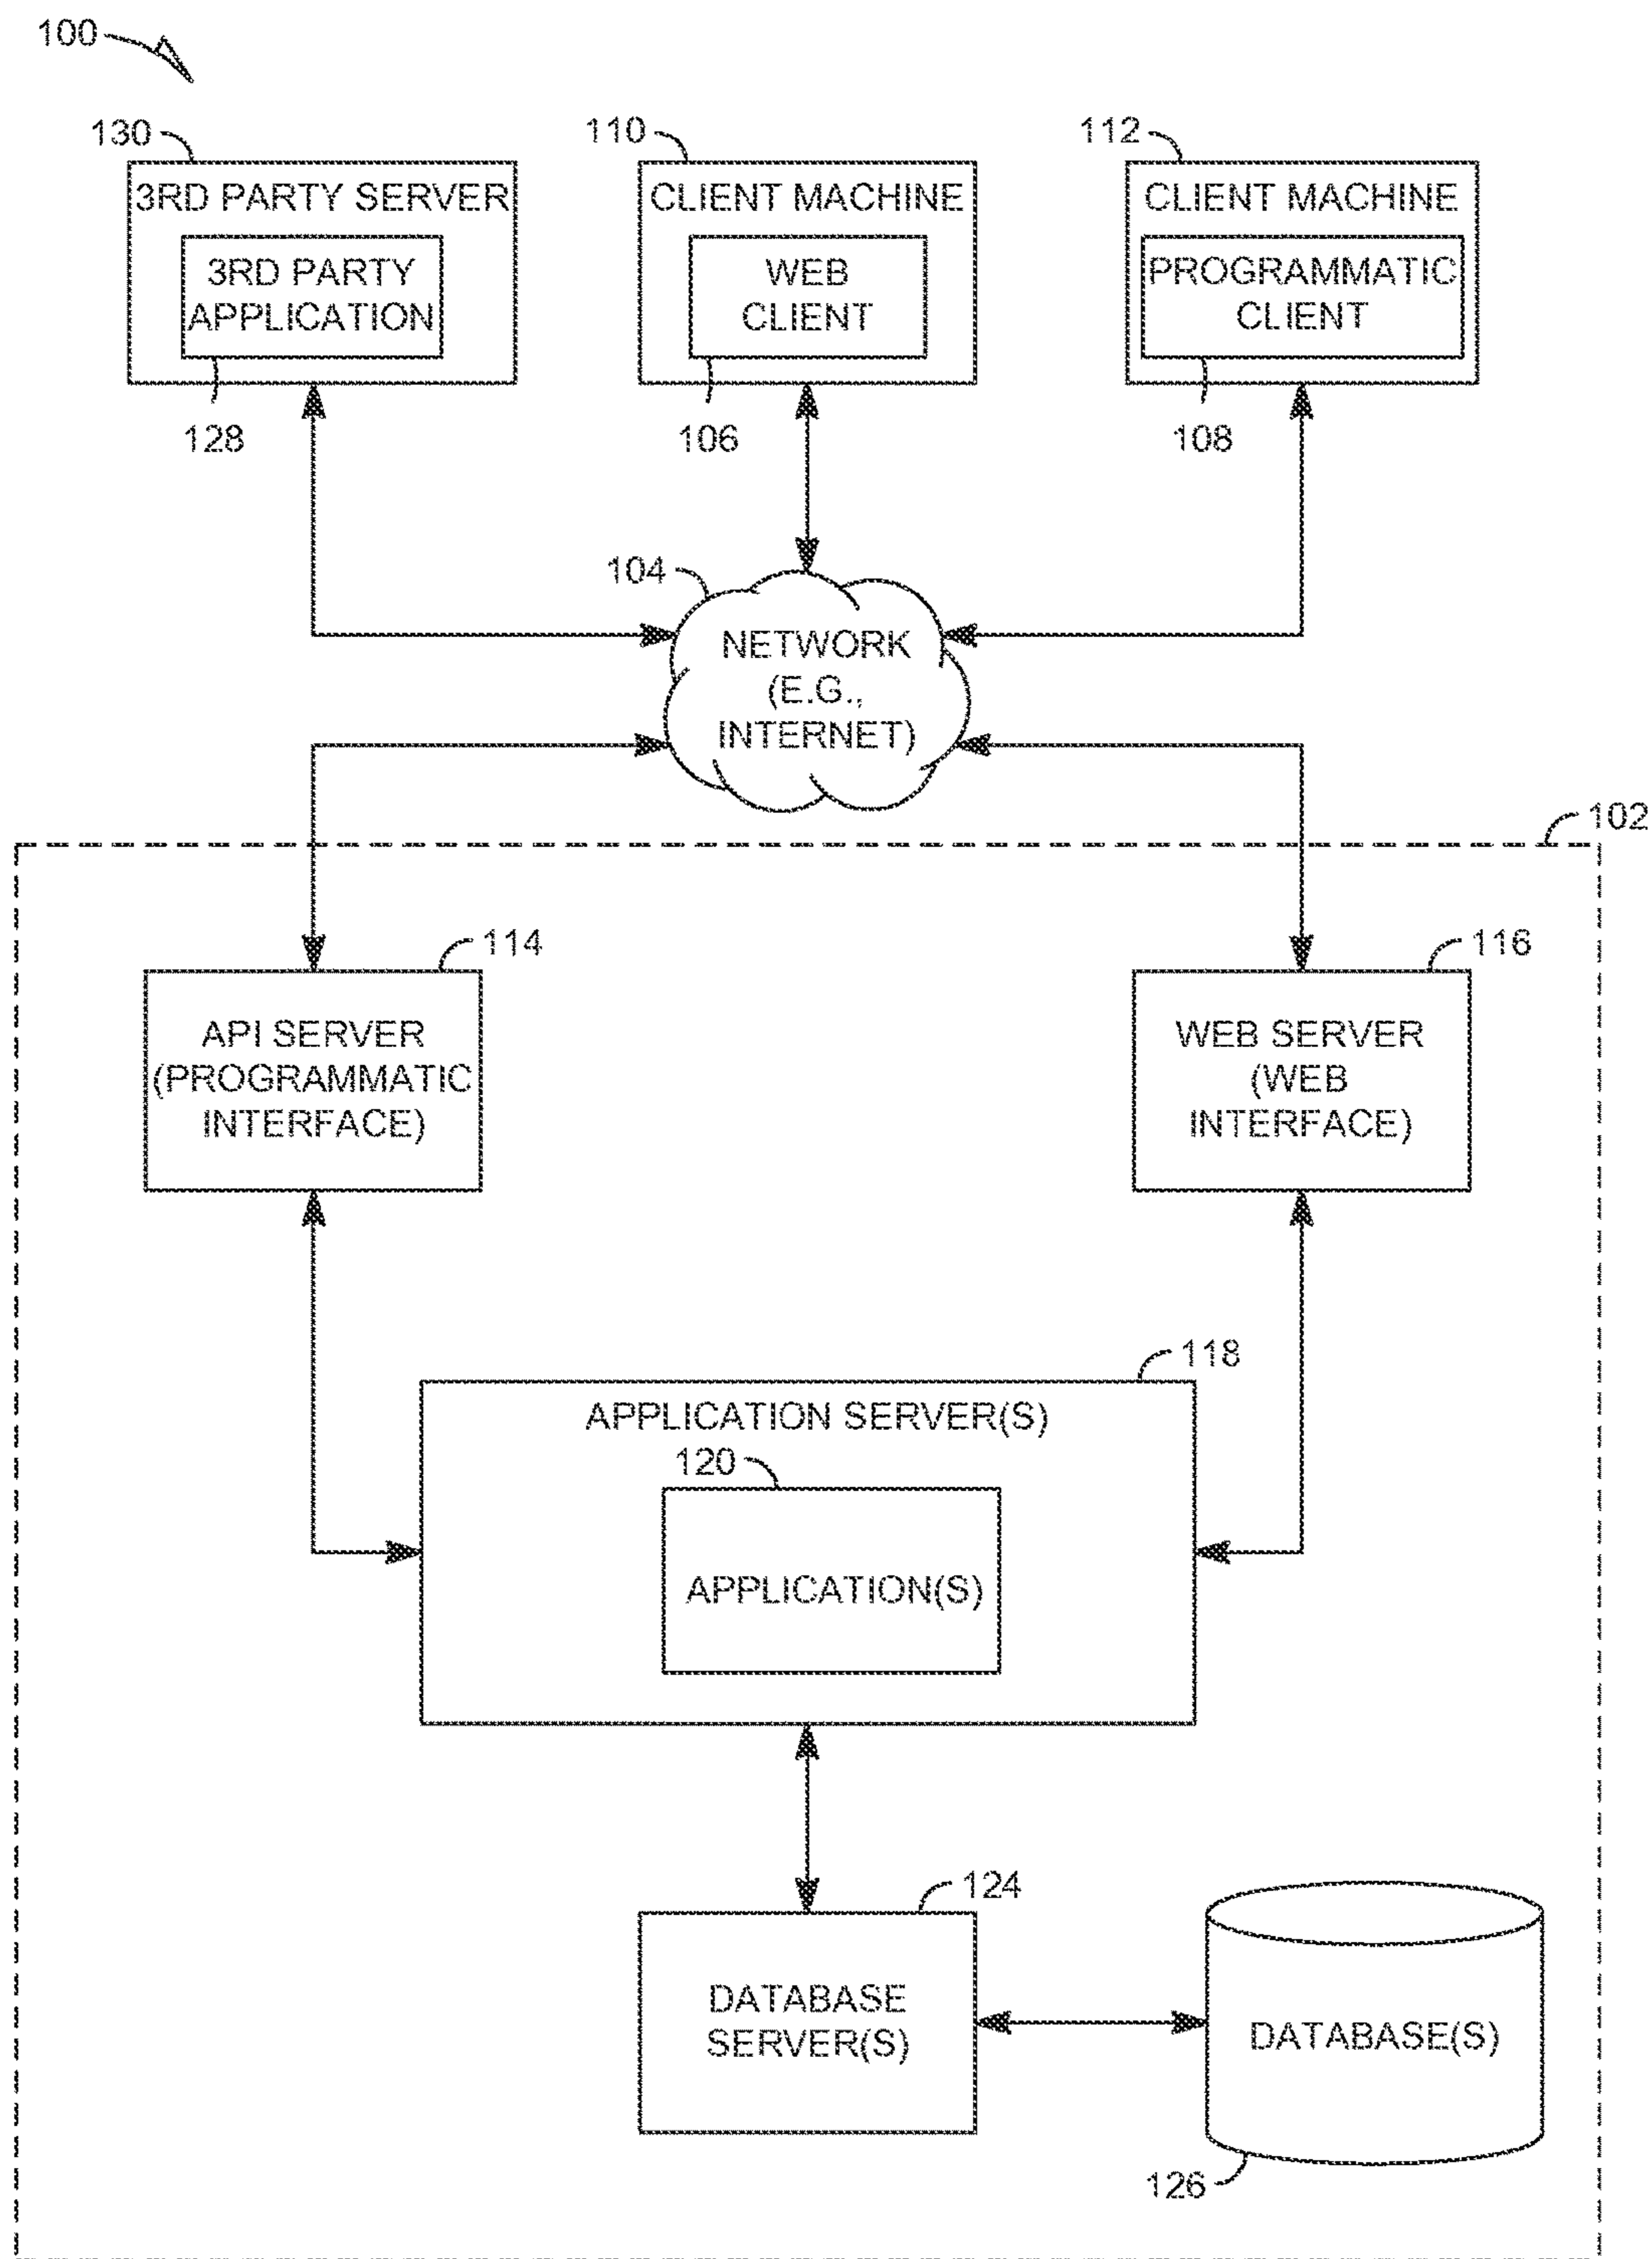 100
130
110
112
3RD PARTY SERVER
CLIENT MACHINE
CLIENT MACHINE
3RD PARTY
APPLICATION
WEB
CLIENT
PROGRAMMATIC
CLIENT
128
106
108
104
NETWORK
(E.G.,
INTERNET)
102
114
116
API SERVER
(PROGRAMMATIC
INTERFACE)
WEB SERVER
(WEB
INTERFACE)
118
APPLICATION SERVER(S)
120
APPLICATION(S)
124
DATABASE
SERVER(S)
DATABASE(S)
126